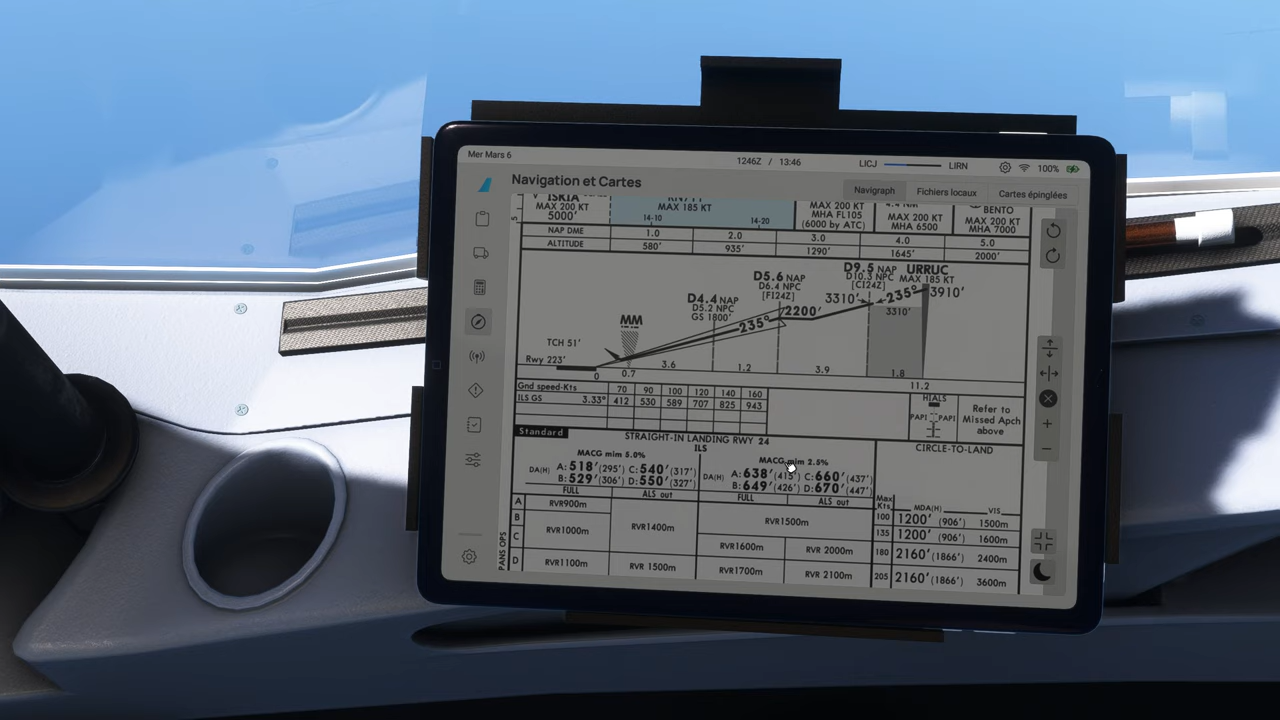 Mer Mars 6
1246Z / 13:46
LICJ LIRN
100%
Navigation et Cartes
Navigraph
Fichiers locaux
Cartes épinglées
ISKIA
MAX 200 KT
5000'
MAX 185 KT
14-10
14-20
MAX 200 KT
MHA FL105
(6000 by ATC)
MAX 200 KT
MHA 6500
BENTO
MAX 200 KT
MHA 7000
NAP DME 1.0 2.0 3.0 4.0 5.0
ALTITUDE 580' 935' 1290' 1645' 2000'
D9.5 NAP URRUC
D10.3 NPC MAX 185 KT
[CI24Z]
D5.6 NAP
D6.4 NPC
[FI24Z]
D4.4 NAP
D5.2 NPC
GS 1800'
3310' 235° 3910'
3310'
2200'
235°
MM
TCH 51'
Rwy 223'
0 0.7 3.6 1.2 3.9 1.8
11.2
Gnd speed-Kts 70 90 100 120 140 160
ILS GS 3.33° 412 530 589 707 825 943
HIALS
PAPI PAPI
Refer to
Missed Apch
above
Standard
STRAIGHT-IN LANDING RWY 24
ILS
CIRCLE-TO-LAND
MACG mim 5.0%
DA(H) A: 518' (295') C: 540' (317')
B: 529' (306') D: 550' (327')
FULL ALS out
MACG mim 2.5%
DA(H) A: 638' (415') C: 660' (437')
B: 649' (426') D: 670' (447')
FULL ALS out
Max
Kts MDA(H) VIS
A RVR900m
B RVR1000m RVR1400m RVR1500m
C RVR1600m RVR 2000m
D RVR1100m RVR 1500m RVR1700m RVR 2100m
100 1200' (906') 1500m
135 1200' (906') 1600m
180 2160' (1866') 2400m
205 2160' (1866') 3600m
PANS OPS